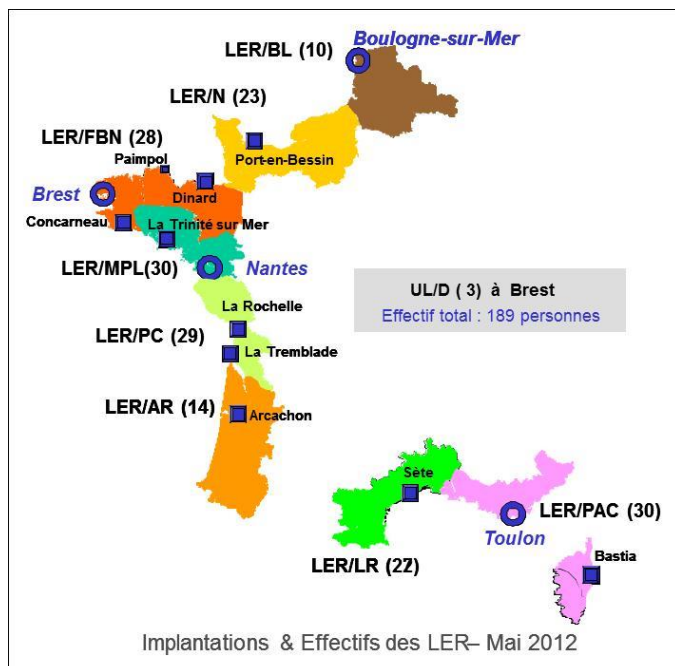 Boulogne-sur-Mer
LER/BL (10)
LER/N (23)
LER/FBN (28)
Paimpol
Port-en-Bessin
Brest
Dinard
Concarneau
La Trinité sur Mer
LER/MPL(30)
Nantes
UL/D ( 3) à Brest
Effectif total : 189 personnes
La Rochelle
LER/PC (29)
La Tremblade
LER/AR (14)
Arcachon
Sète
LER/PAC (30)
Toulon
LER/LR (22)
Bastia
Implantations & Effectifs des LER– Mai 2012